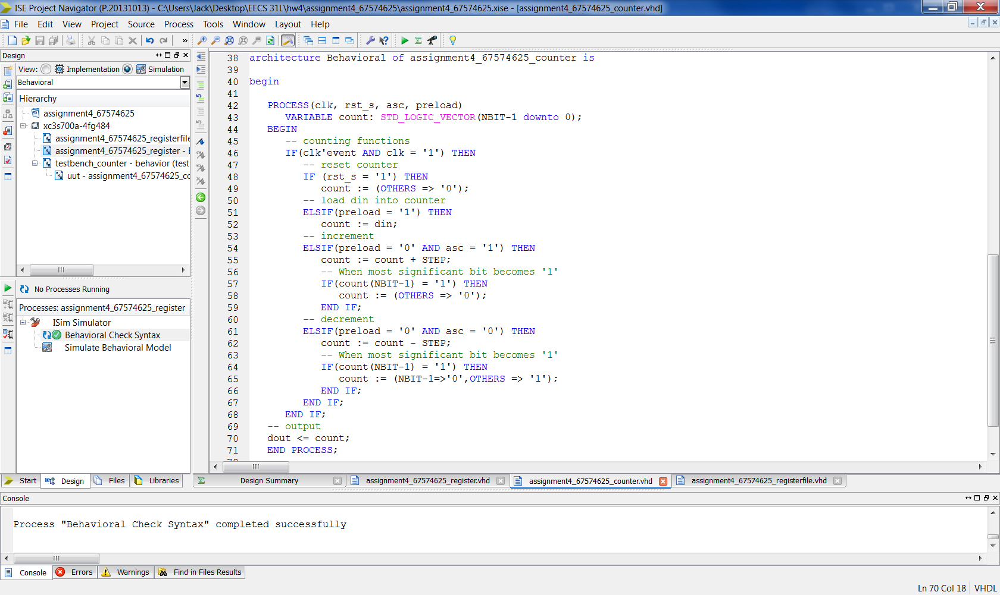 ISE Project Navigator (P.20131013) - C:\Users\Jack\Desktop\EECS 31L\hw4\assignment4_67574625\assignment4_67574625.xise - [assignment4_67574625_counter.vhd]
File Edit View Project Source Process Tools Window Layout Help
Design
View: Implementation Simulation
Behavioral
Hierarchy
assignment4_67574625
xc3s700a-4fg484
assignment4_67574625_registerfile
assignment4_67574625_register -
testbench_counter - behavior (test
uut - assignment4_67574625_co
No Processes Running
Processes: assignment4_67574625_register
ISim Simulator
Behavioral Check Syntax
Simulate Behavioral Model
Start Design Files Libraries
38 architecture Behavioral of assignment4_67574625_counter is
39
40 begin
41
42 PROCESS(clk, rst_s, asc, preload)
43 VARIABLE count: STD_LOGIC_VECTOR(NBIT-1 downto 0);
44 BEGIN
45 -- counting functions
46 IF(clk'event AND clk = '1') THEN
47 -- reset counter
48 IF (rst_s = '1') THEN
49 count := (OTHERS => '0');
50 -- load din into counter
51 ELSIF(preload = '1') THEN
52 count := din;
53 -- increment
54 ELSIF(preload = '0' AND asc = '1') THEN
55 count := count + STEP;
56 -- When most significant bit becomes '1'
57 IF(count(NBIT-1) = '1') THEN
58 count := (OTHERS => '0');
59 END IF;
60 -- decrement
61 ELSIF(preload = '0' AND asc = '0') THEN
62 count := count - STEP;
63 -- When most significant bit becomes '1'
64 IF(count(NBIT-1) = '1') THEN
65 count := (NBIT-1=>'0',OTHERS => '1');
66 END IF;
67 END IF;
68 END IF;
69 -- output
70 dout <= count;
71 END PROCESS;
Design Summary assignment4_67574625_register.vhd assignment4_67574625_counter.vhd assignment4_67574625_registerfile.vhd
Console
Process "Behavioral Check Syntax" completed successfully
Console Errors Warnings Find in Files Results
Ln 70 Col 18 VHDL